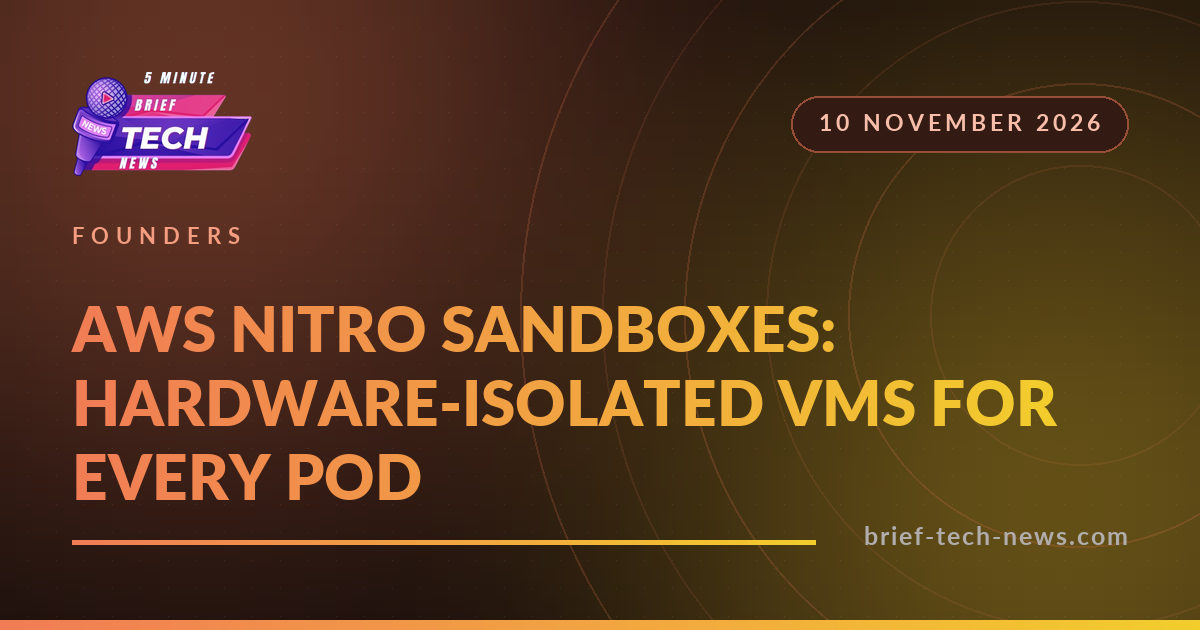 5 MINUTE
BRIEF
NEWS
TECH
NEWS
10 NOVEMBER 2026
FOUNDERS
AWS NITRO SANDBOXES:
HARDWARE-ISOLATED VMS FOR
EVERY POD
brief-tech-news.com